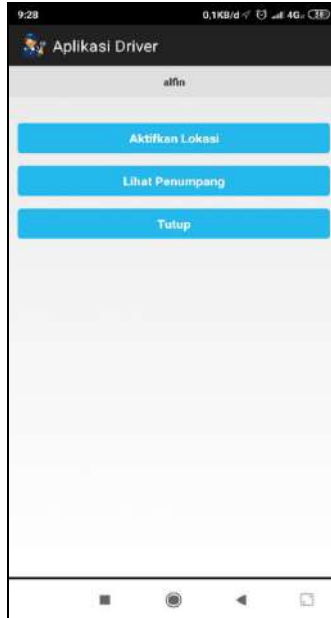 9:28 0,1KB/d 4G
Aplikasi Driver
alfin
Aktifkan Lokasi
Lihat Penumpang
Tutup